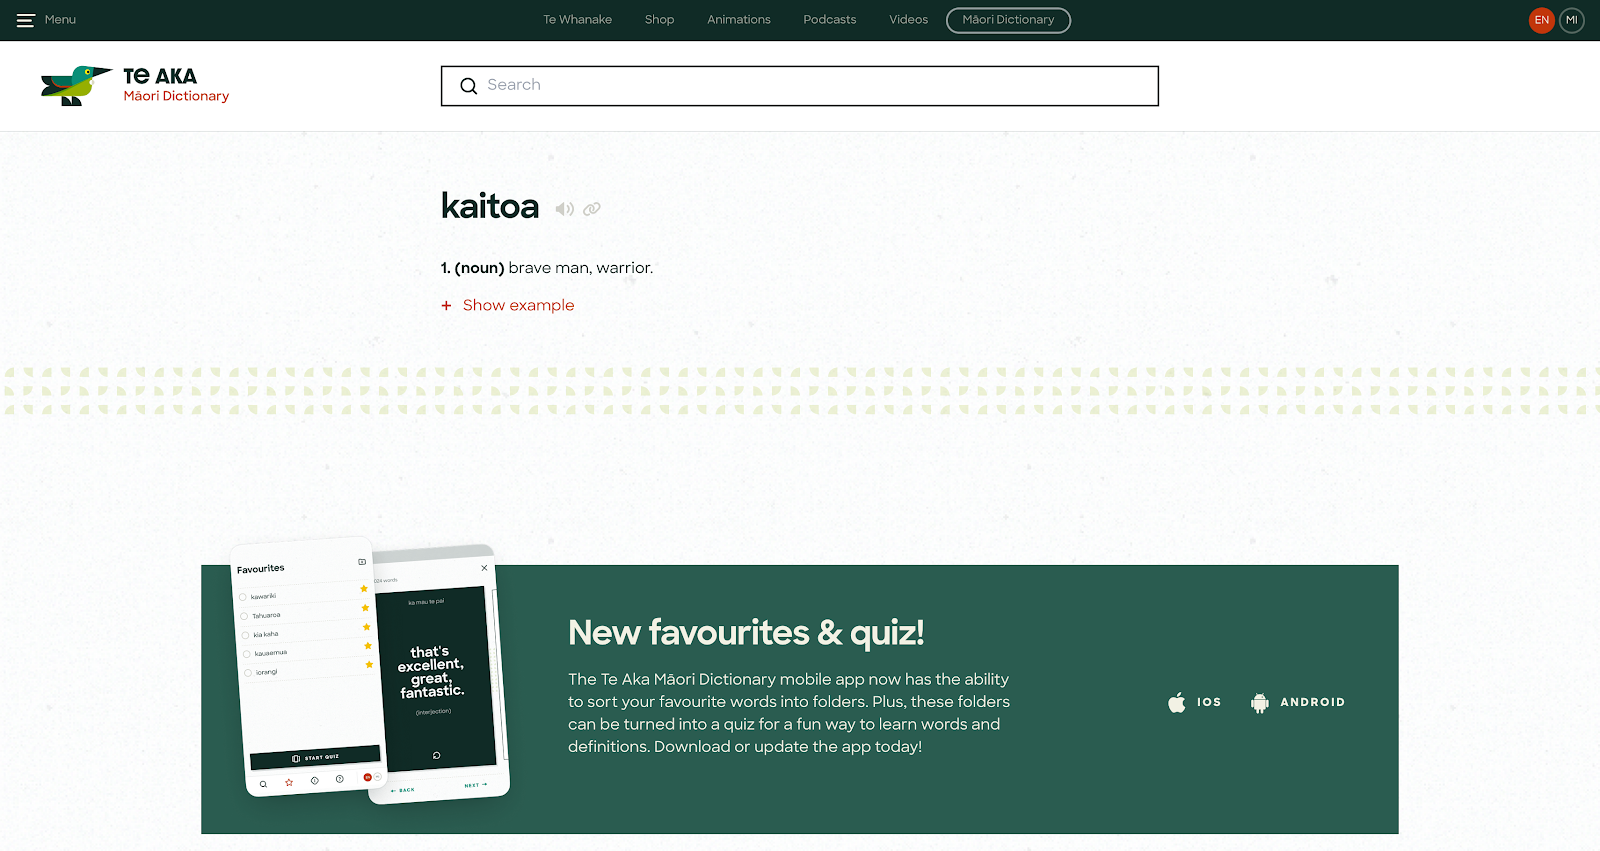 Menu
Te Whanake
Shop
Animations
Podcasts
Videos
Māori Dictionary
EN
MI
Te AKA
Māori Dictionary
Search
kaitoa
1. (noun) brave man, warrior.
+ Show example
Favourites
kawariki
Tahuaroa
kia kaha
kauaemua
iorangi
START QUIZ
words
ka mau te pai
that's
excellent,
great,
fantastic.
(interjection)
← BACK
NEXT →
New favourites & quiz!
The Te Aka Māori Dictionary mobile app now has the ability
to sort your favourite words into folders. Plus, these folders
can be turned into a quiz for a fun way to learn words and
definitions. Download or update the app today!
IOS
ANDROID